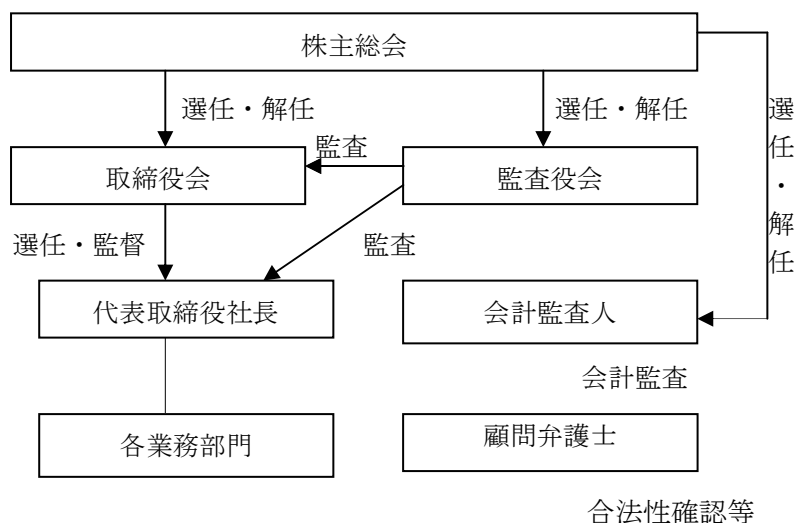 株主総会
選任・解任
選任・解任
選任・解任
監査
取締役会
監査役会
選任・監督
監査
代表取締役社長
会計監査人
会計監査
各業務部門
顧問弁護士
合法性確認等